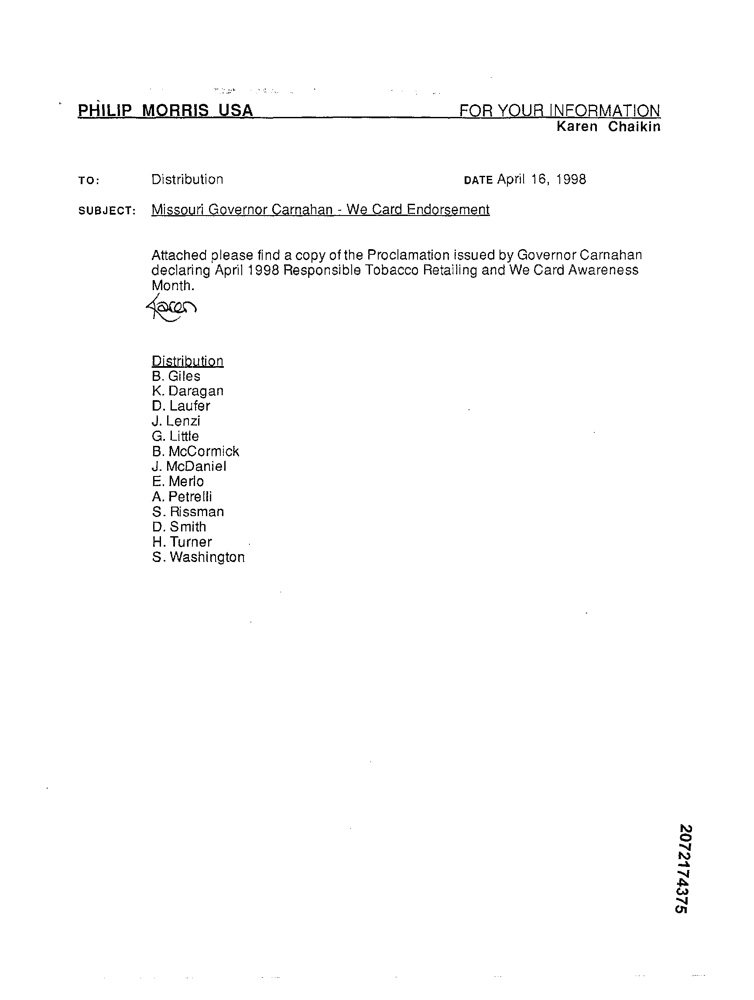 PHILIP MORRIS USA FOR YOUR INFORMATION
Karen Chaikin
TO: Distribution DATE April 16, 1998
SUBJECT: Missouri Governor Carnahan - We Card Endorsement
Attached please find a copy of the Proclamation issued by Governor Carnahan
declaring April 1998 Responsible Tobacco Retailing and We Card Awareness
Month.
Karen
Distribution
B. Giles
K. Daragan
D. Laufer
J. Lenzi
G. Little
B. McCormick
J. McDaniel
E. Merlo
A. Petrelli
S. Rissman
D. Smith
H. Turner
S. Washington
2072174375